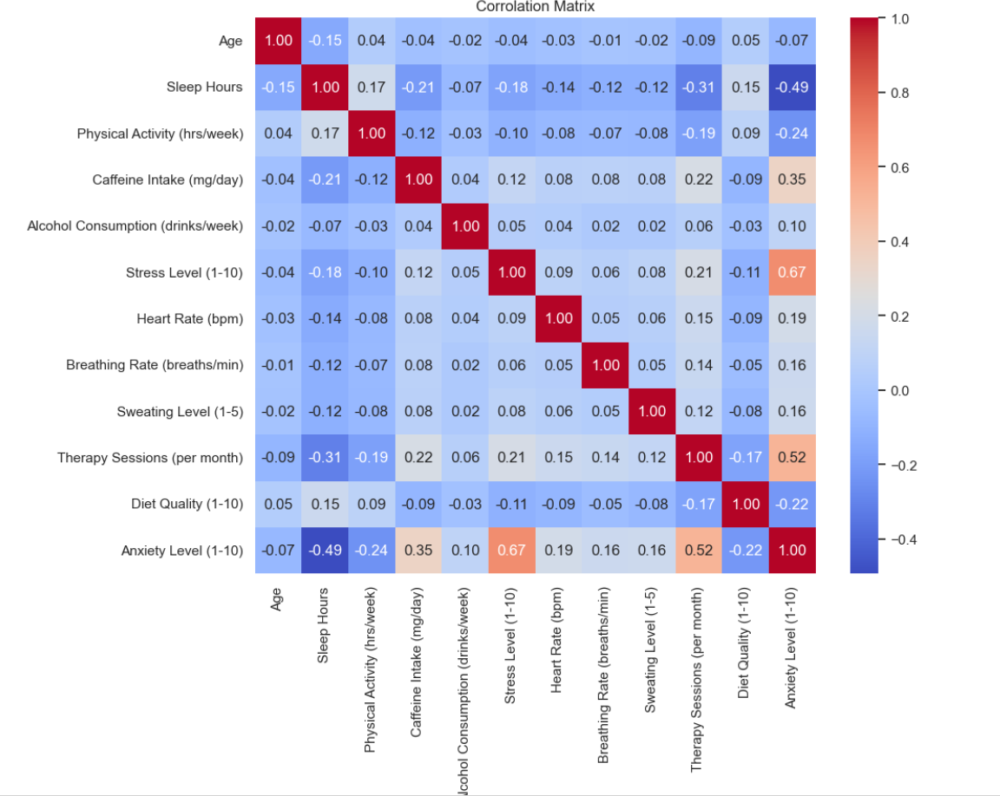 Corrolation Matrix
Age 1.00 -0.15 0.04 -0.04 -0.02 -0.04 -0.03 -0.01 -0.02 -0.09 0.05 -0.07
Sleep Hours -0.15 1.00 0.17 -0.21 -0.07 -0.18 -0.14 -0.12 -0.12 -0.31 0.15 -0.49
Physical Activity (hrs/week) 0.04 0.17 1.00 -0.12 -0.03 -0.10 -0.08 -0.07 -0.08 -0.19 0.09 -0.24
Caffeine Intake (mg/day) -0.04 -0.21 -0.12 1.00 0.04 0.12 0.08 0.08 0.08 0.22 -0.09 0.35
Alcohol Consumption (drinks/week) -0.02 -0.07 -0.03 0.04 1.00 0.05 0.04 0.02 0.02 0.06 -0.03 0.10
Stress Level (1-10) -0.04 -0.18 -0.10 0.12 0.05 1.00 0.09 0.06 0.08 0.21 -0.11 0.67
Heart Rate (bpm) -0.03 -0.14 -0.08 0.08 0.04 0.09 1.00 0.05 0.06 0.15 -0.09 0.19
Breathing Rate (breaths/min) -0.01 -0.12 -0.07 0.08 0.02 0.06 0.05 1.00 0.05 0.14 -0.05 0.16
Sweating Level (1-5) -0.02 -0.12 -0.08 0.08 0.02 0.08 0.06 0.05 1.00 0.12 -0.08 0.16
Therapy Sessions (per month) -0.09 -0.31 -0.19 0.22 0.06 0.21 0.15 0.14 0.12 1.00 -0.17 0.52
Diet Quality (1-10) 0.05 0.15 0.09 -0.09 -0.03 -0.11 -0.09 -0.05 -0.08 -0.17 1.00 -0.22
Anxiety Level (1-10) -0.07 -0.49 -0.24 0.35 0.10 0.67 0.19 0.16 0.16 0.52 -0.22 1.00
Age
Sleep Hours
Physical Activity (hrs/week)
Caffeine Intake (mg/day)
lcohol Consumption (drinks/week)
Stress Level (1-10)
Heart Rate (bpm)
Breathing Rate (breaths/min)
Sweating Level (1-5)
Therapy Sessions (per month)
Diet Quality (1-10)
Anxiety Level (1-10)
1.0
0.8
0.6
0.4
0.2
0.0
−0.2
−0.4